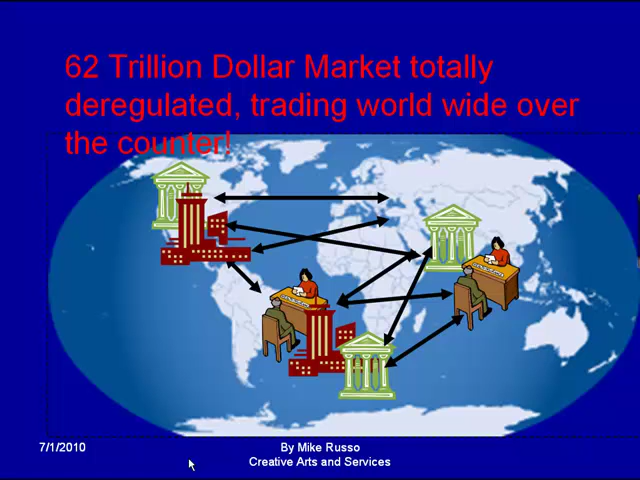 62 Trillion Dollar Market totally
deregulated, trading world wide over
the counter!
7/1/2010
By Mike Russo
Creative Arts and Services